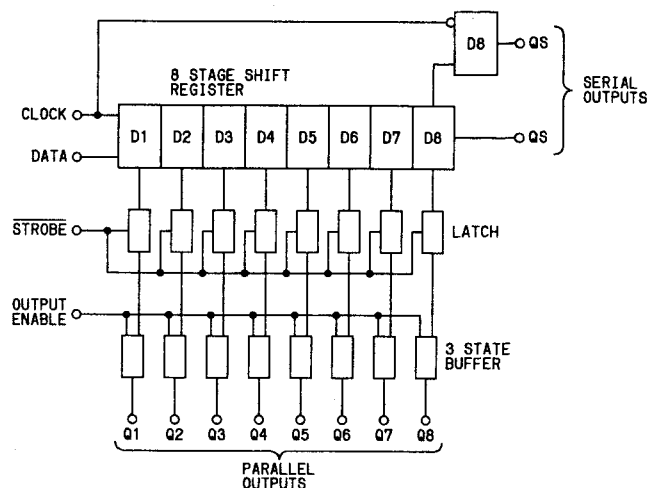 D8
QS
8 STAGE SHIFT
REGISTER
SERIAL
OUTPUTS
CLOCK
D1 D2 D3 D4 D5 D6 D7 D8
QS
DATA
STROBE
LATCH
OUTPUT
ENABLE
3 STATE
BUFFER
Q1 Q2 Q3 Q4 Q5 Q6 Q7 Q8
PARALLEL
OUTPUTS